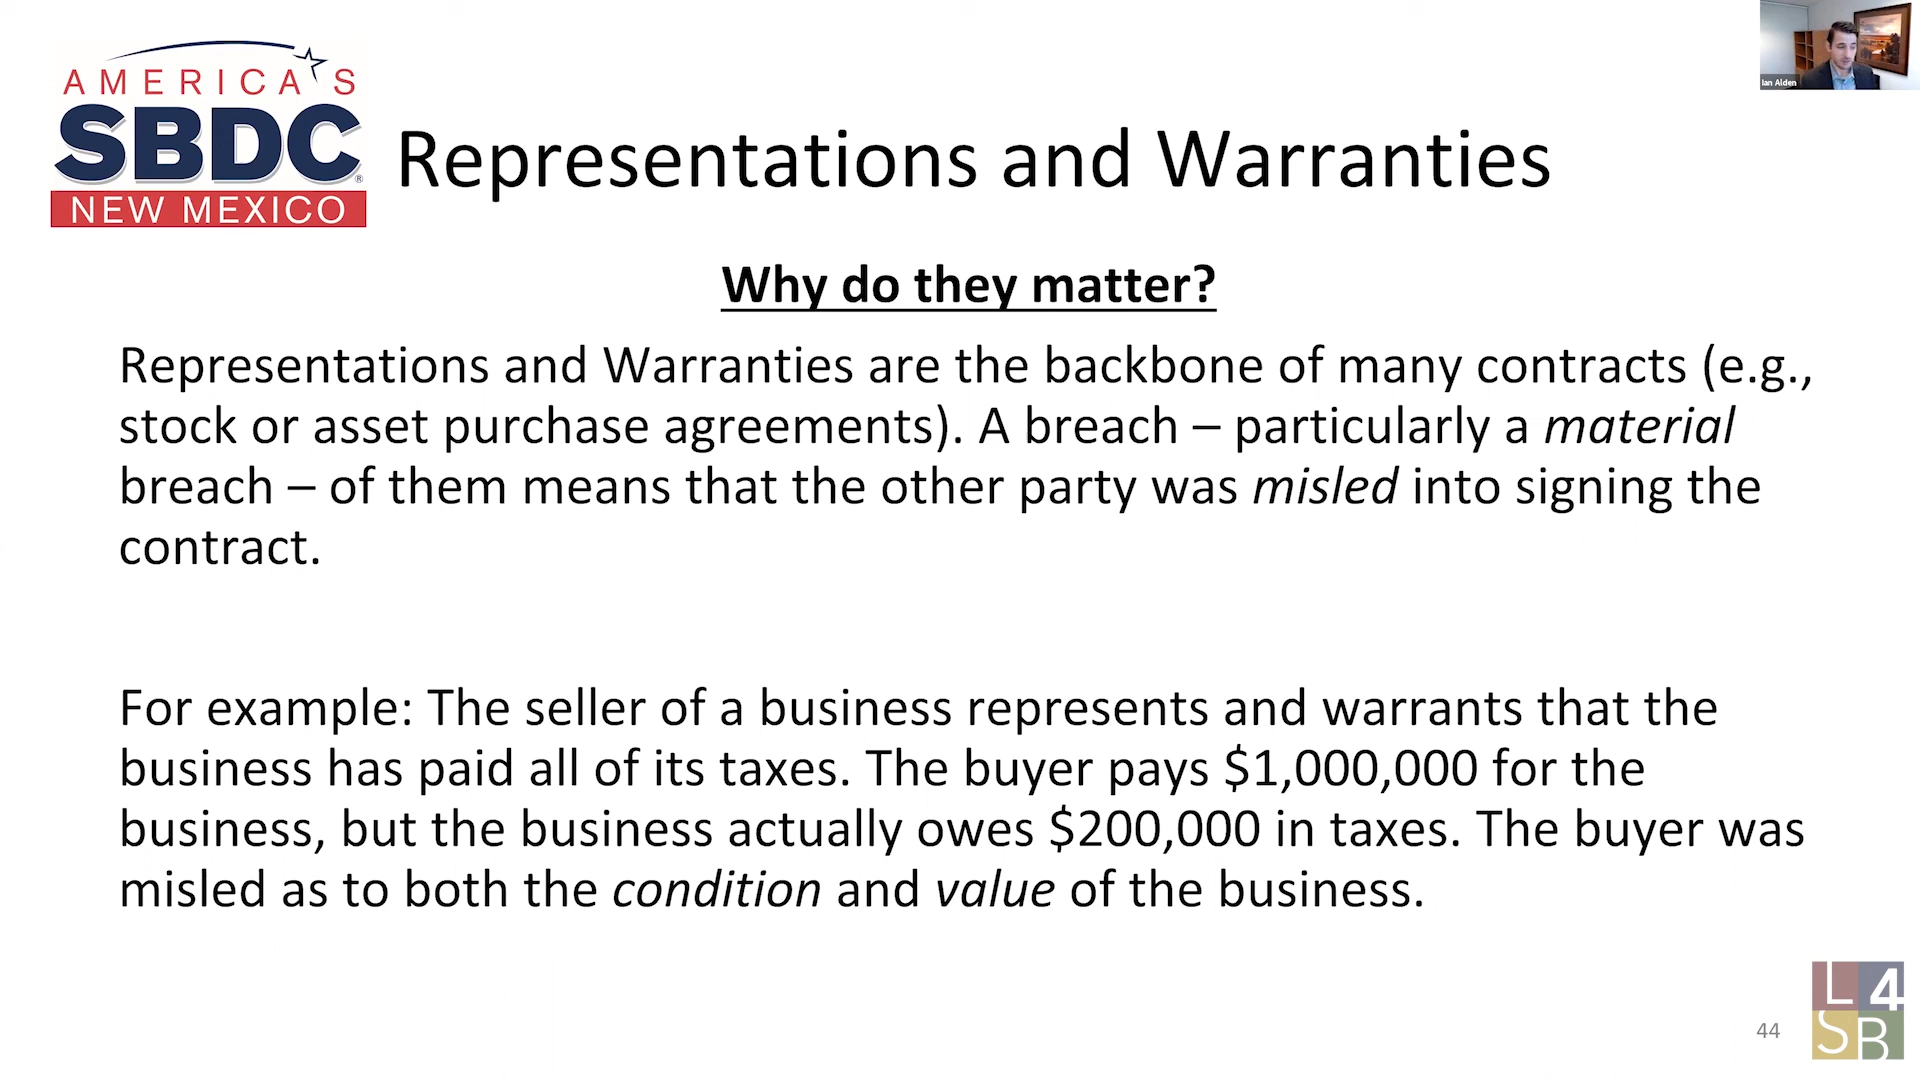 Ian Alden
AMERICA'S
SBDC®
NEW MEXICO
Representations and Warranties
Why do they matter?
Representations and Warranties are the backbone of many contracts (e.g.,
stock or asset purchase agreements). A breach – particularly a material
breach – of them means that the other party was misled into signing the
contract.
For example: The seller of a business represents and warrants that the
business has paid all of its taxes. The buyer pays $1,000,000 for the
business, but the business actually owes $200,000 in taxes. The buyer was
misled as to both the condition and value of the business.
44
L4
SB